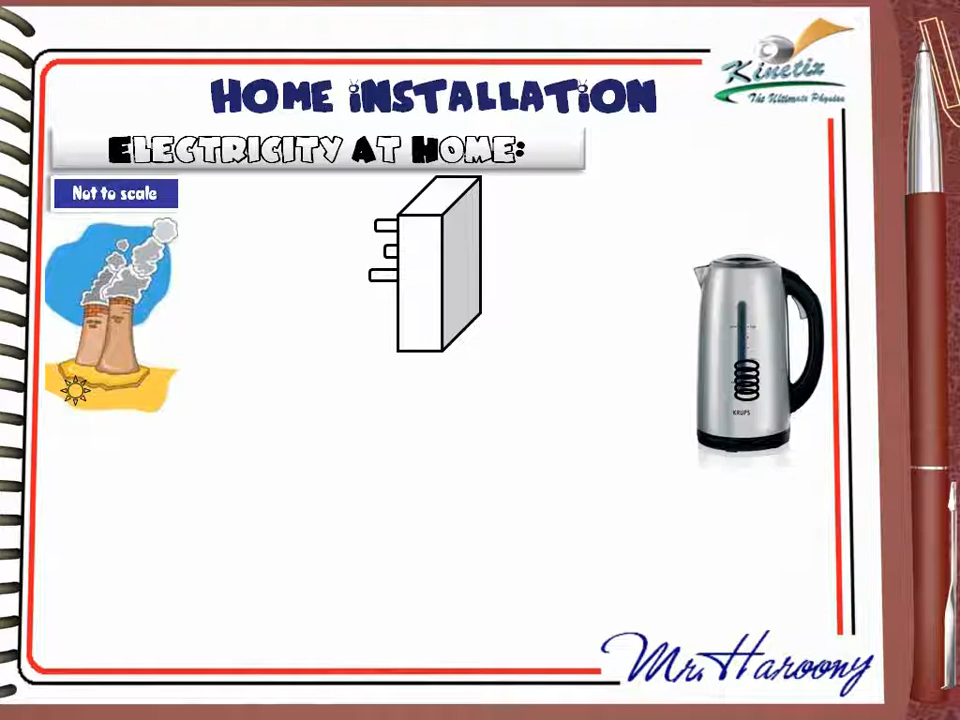 Kinetix
The Ultimate Physics
HOME INSTALLATION
ELECTRICITY AT HOME:
Not to scale
KRUPS
Mr. Haroony